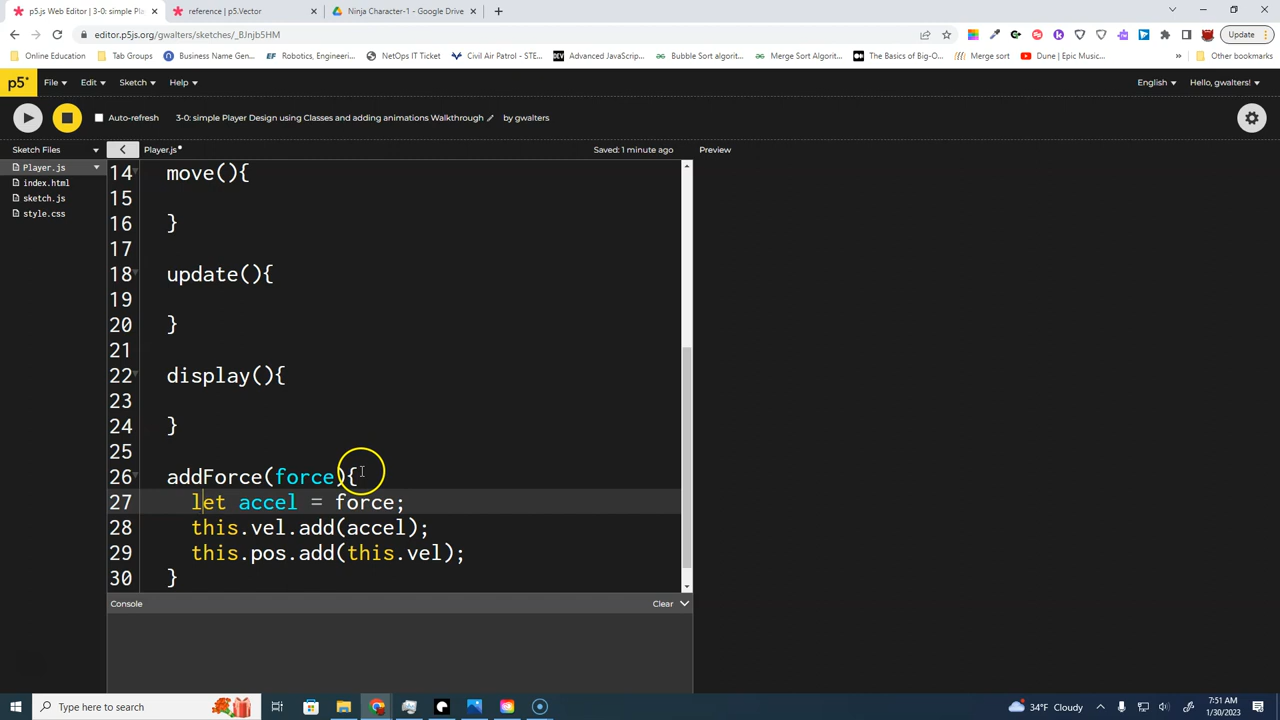 p5.js Web Editor | 3-0: simple Pla
reference | p5.Vector
Ninja Character-1 - Google Drive
editor.p5js.org/gwalters/sketches/_BJnjb5HM
Update
Online Education
Tab Groups
Business Name Gen...
Robotics, Engineeri...
NetOps IT Ticket
Civil Air Patrol - STE...
Advanced JavaScrip...
Bubble Sort algorit...
Merge Sort Algorit...
The Basics of Big-O...
Merge sort
Dune | Epic Music...
»
Other bookmarks
p5*
File
Edit
Sketch
Help
English
Hello, gwalters!
Auto-refresh
3-0: simple Player Design using Classes and adding animations Walkthrough
by gwalters
Sketch Files
Player.js
Saved: 1 minute ago
Preview
Player.js
index.html
sketch.js
style.css
14 move(){
15
16 }
17
18 update(){
19
20 }
21
22 display(){
23
24 }
25
26 addForce(force){
27 let accel = force;
28 this.vel.add(accel);
29 this.pos.add(this.vel);
30 }
Console
Clear
Type here to search
34°F Cloudy
7:51 AM
1/30/2023